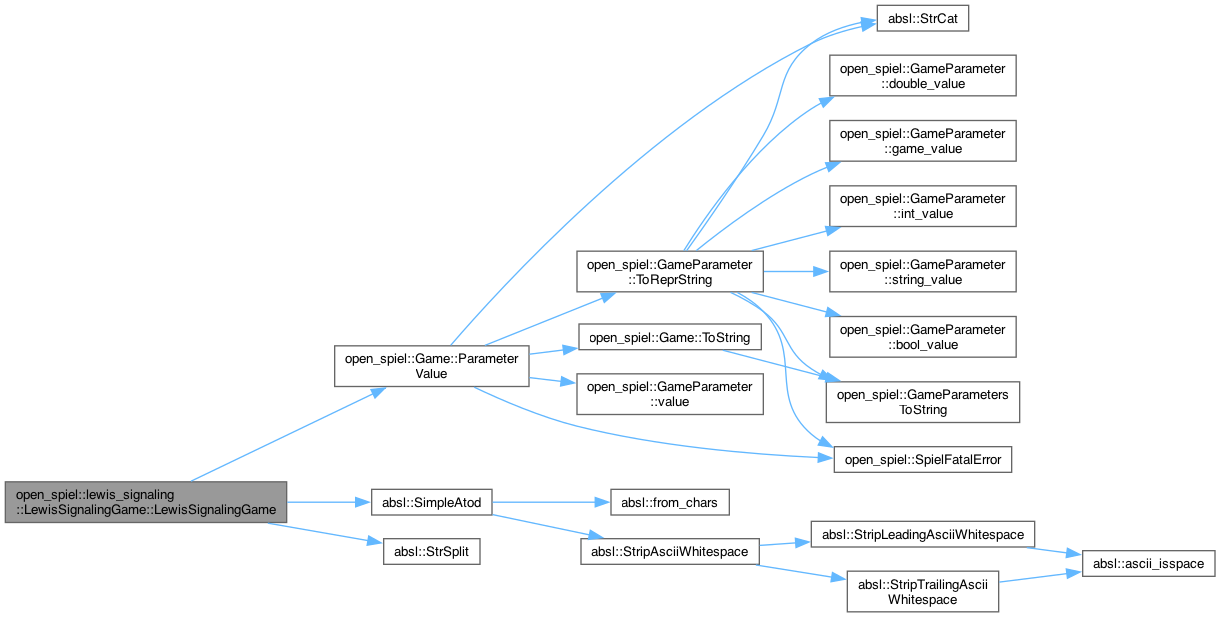 absl::StrCat
open_spiel::GameParameter
::double_value
open_spiel::GameParameter
::game_value
open_spiel::GameParameter
::int_value
open_spiel::GameParameter
::ToReprString
open_spiel::GameParameter
::string_value
open_spiel::GameParameter
::bool_value
open_spiel::Game::ToString
open_spiel::Game::Parameter
Value
open_spiel::GameParameter
::value
open_spiel::GameParameters
ToString
open_spiel::SpielFatalError
open_spiel::lewis_signaling
::LewisSignalingGame::LewisSignalingGame
absl::SimpleAtod
absl::from_chars
absl::StrSplit
absl::StripAsciiWhitespace
absl::StripLeadingAsciiWhitespace
absl::ascii_isspace
absl::StripTrailingAscii
Whitespace